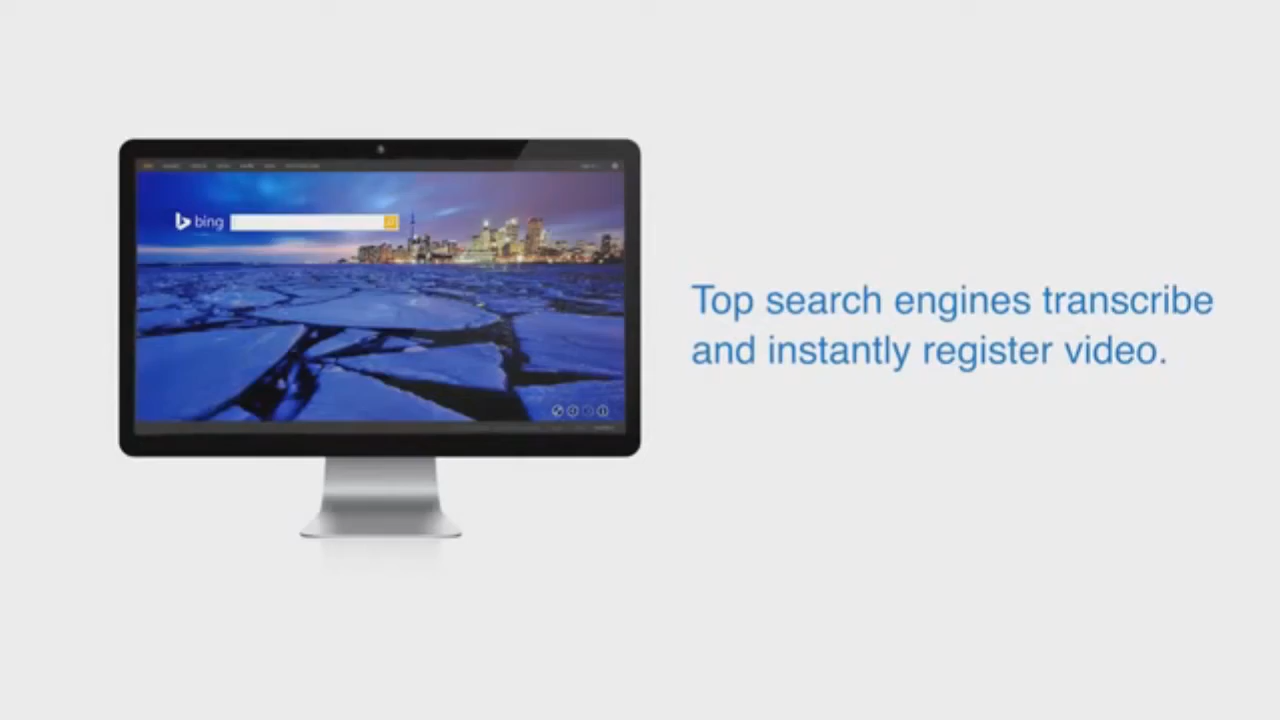 bing
Top search engines transcribe
and instantly register video.